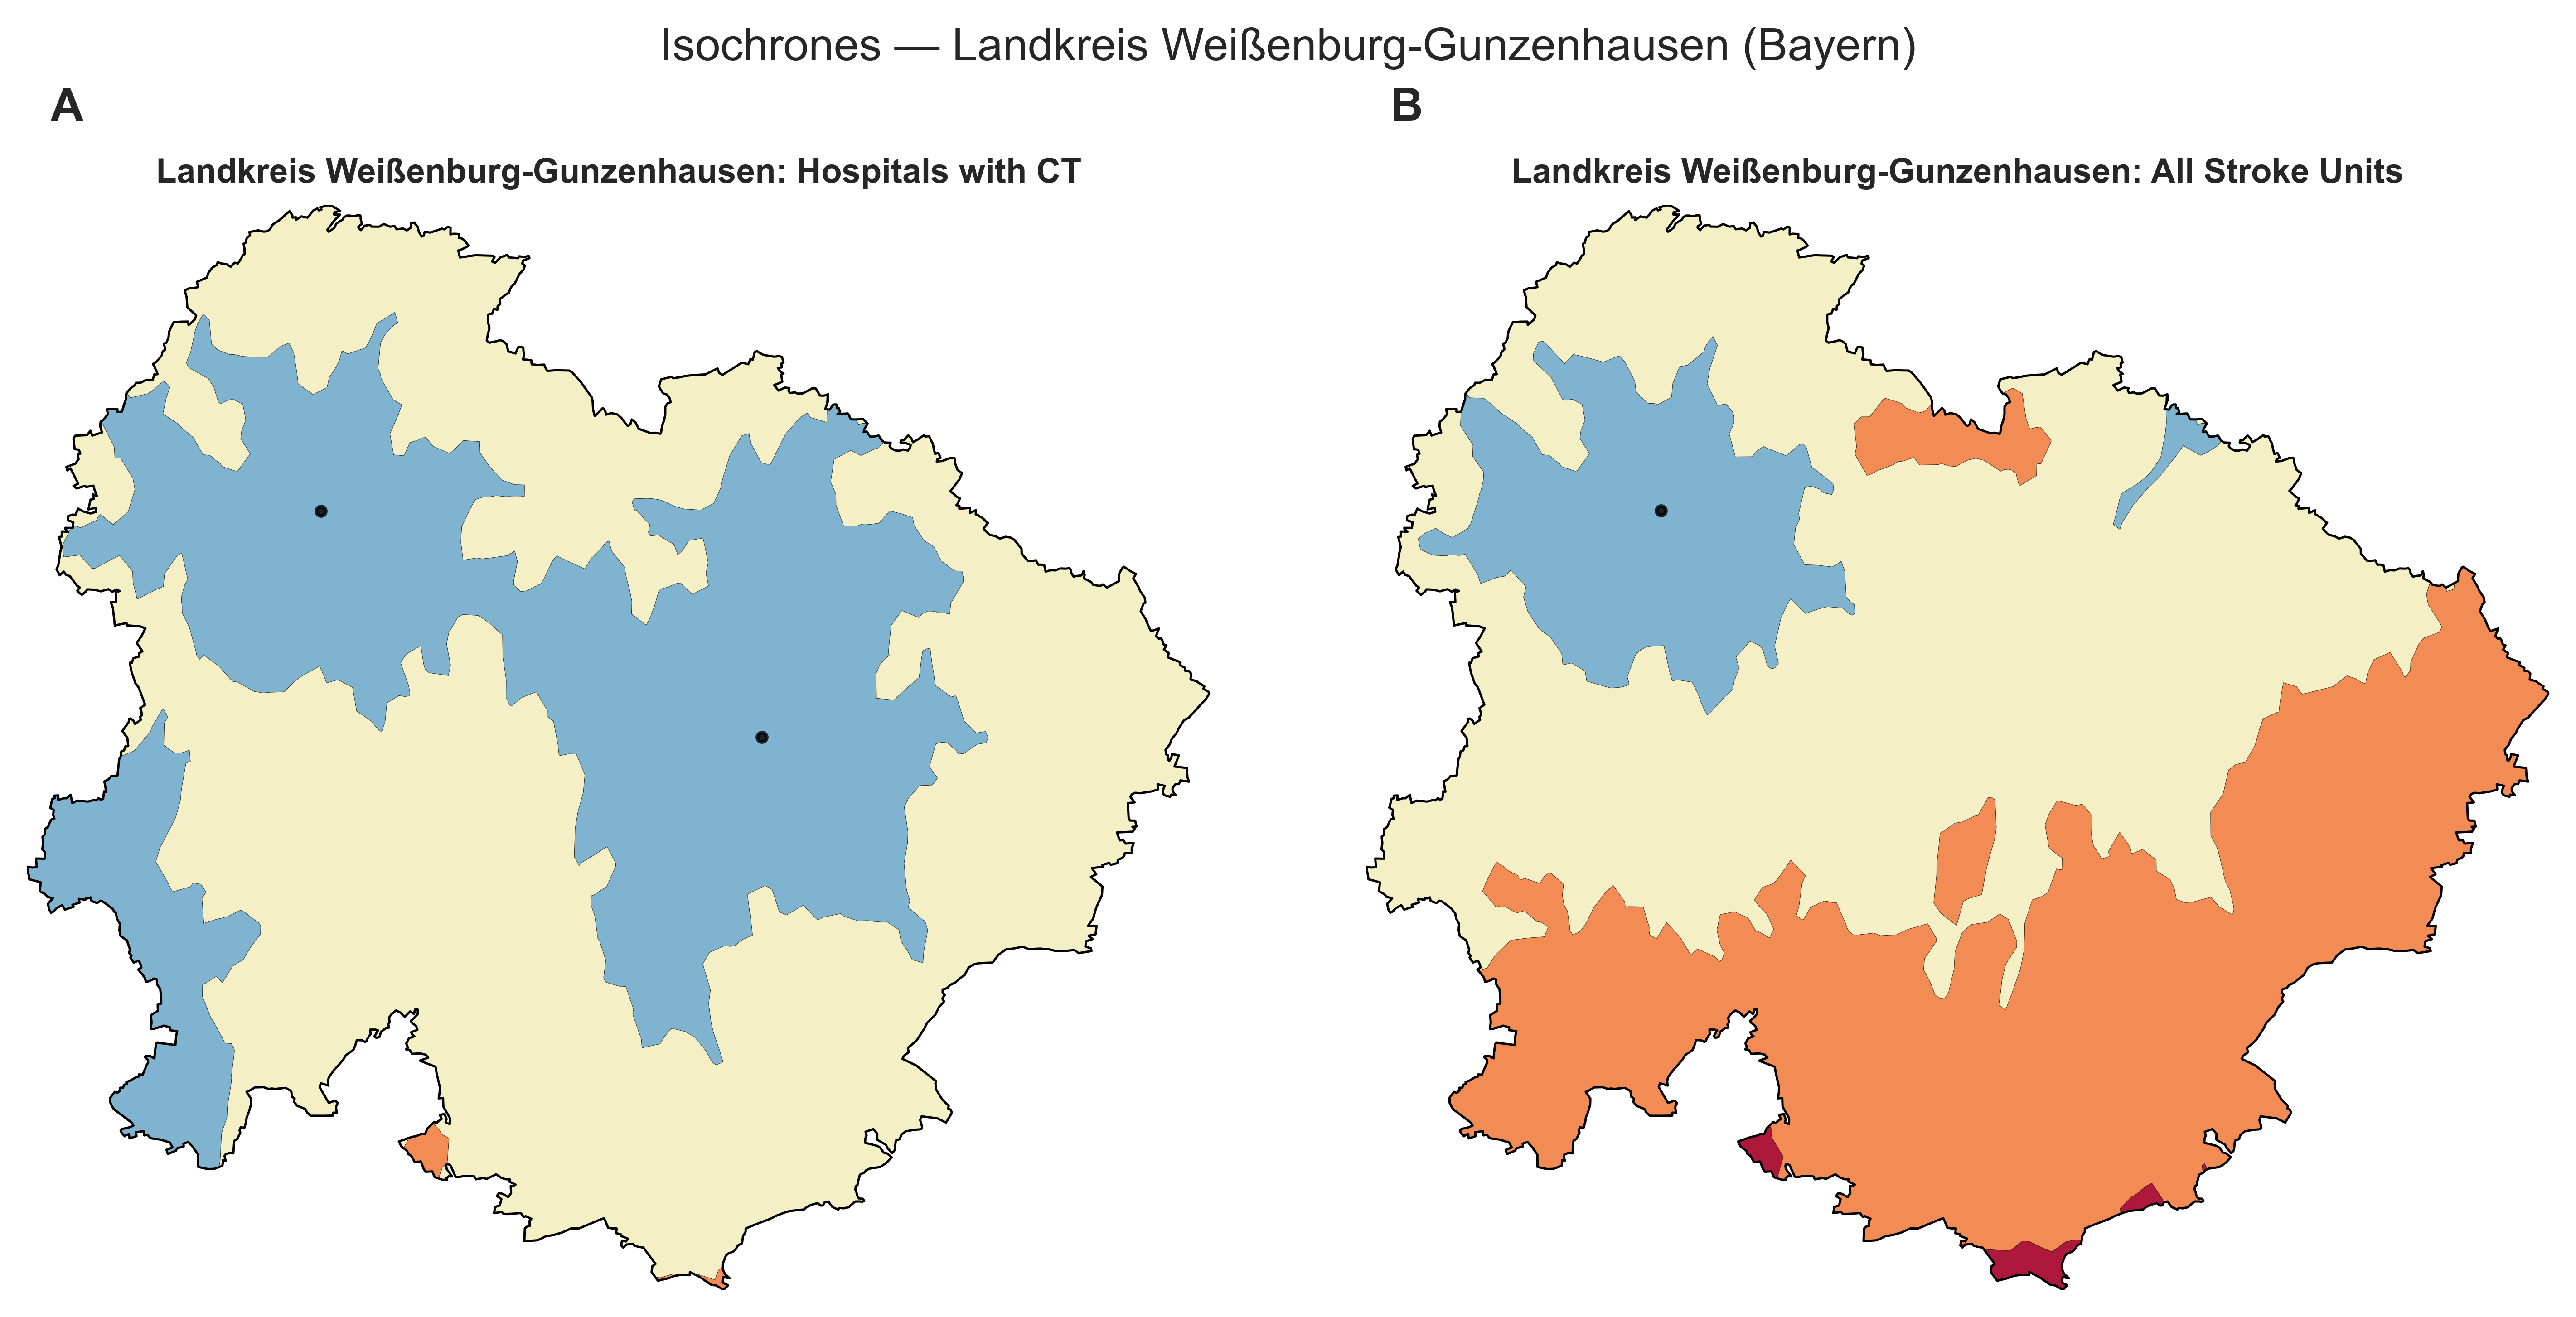 Isochrones — Landkreis Weißenburg-Gunzenhausen (Bayern)
A
B
Landkreis Weißenburg-Gunzenhausen: Hospitals with CT
Landkreis Weißenburg-Gunzenhausen: All Stroke Units